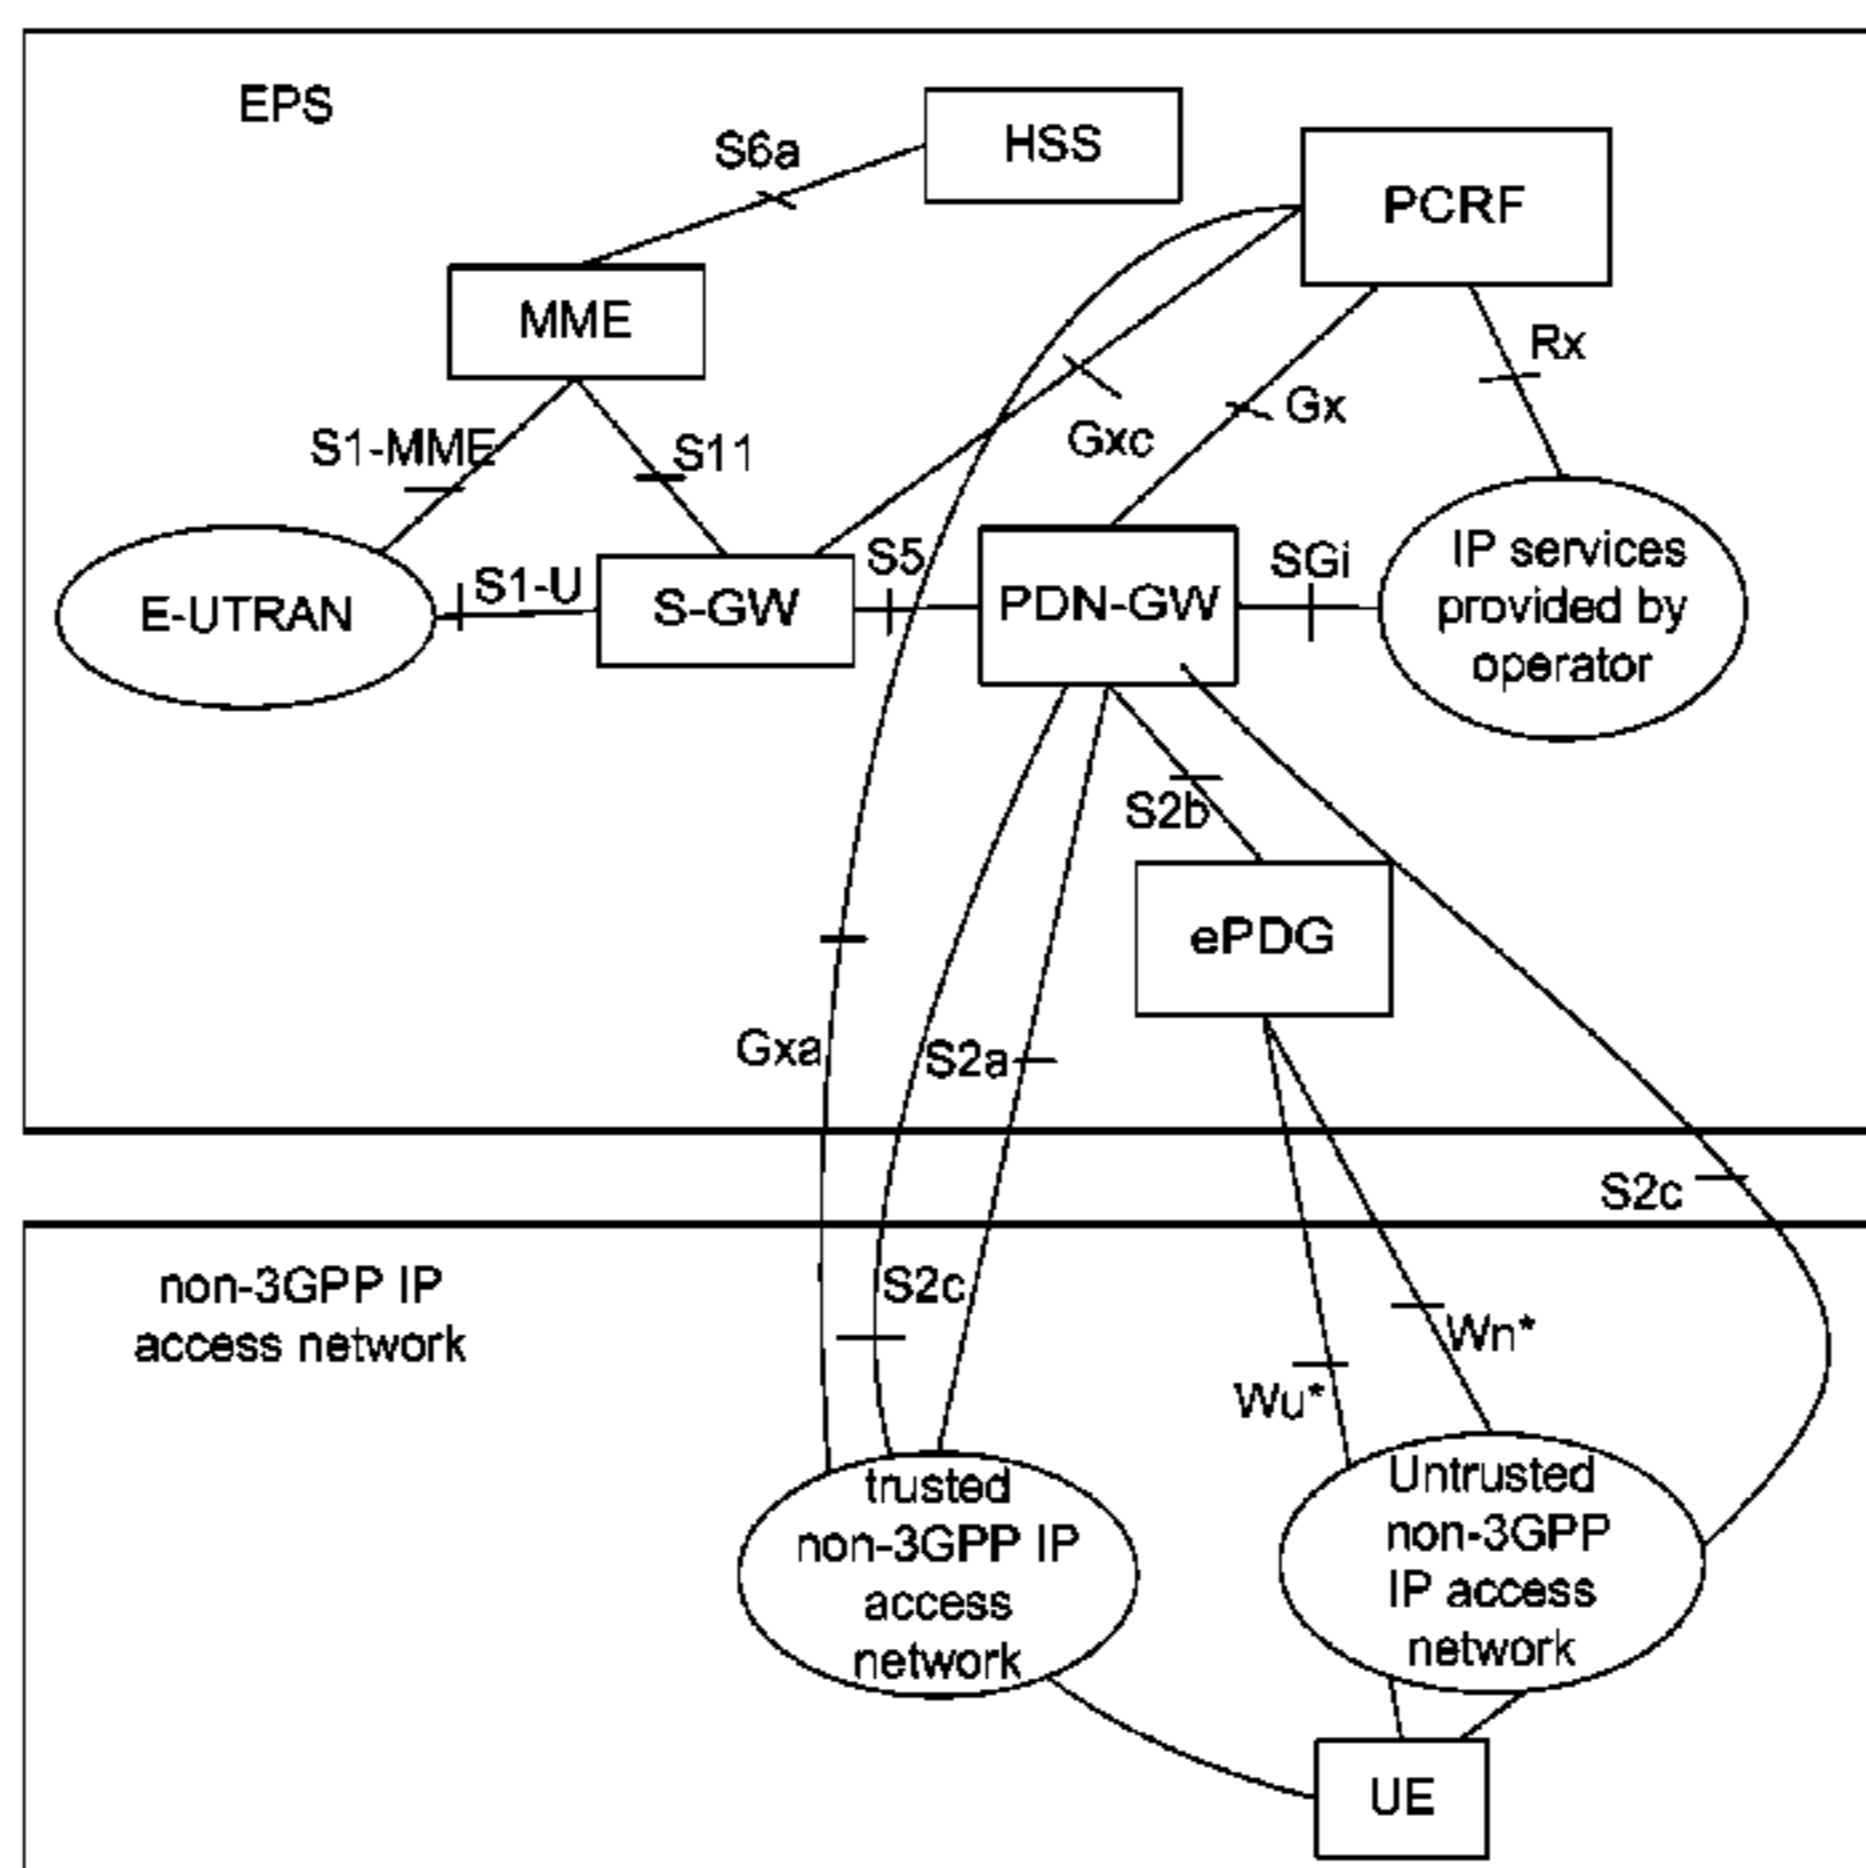 EPS
HSS
S6a
PCRF
MME
Rx
Gx
Gxc
S1-MME
S11
IP services
provided by
operator
S5
SGi
S1-U
E-UTRAN
S-GW
PDN-GW
S2b
ePDG
Gxa
S2a
S2c
non-3GPP IP
access network
S2c
Wn*
Wu*
trusted
non-3GPP IP
access
network
Untrusted
non-3GPP
IP access
network
UE